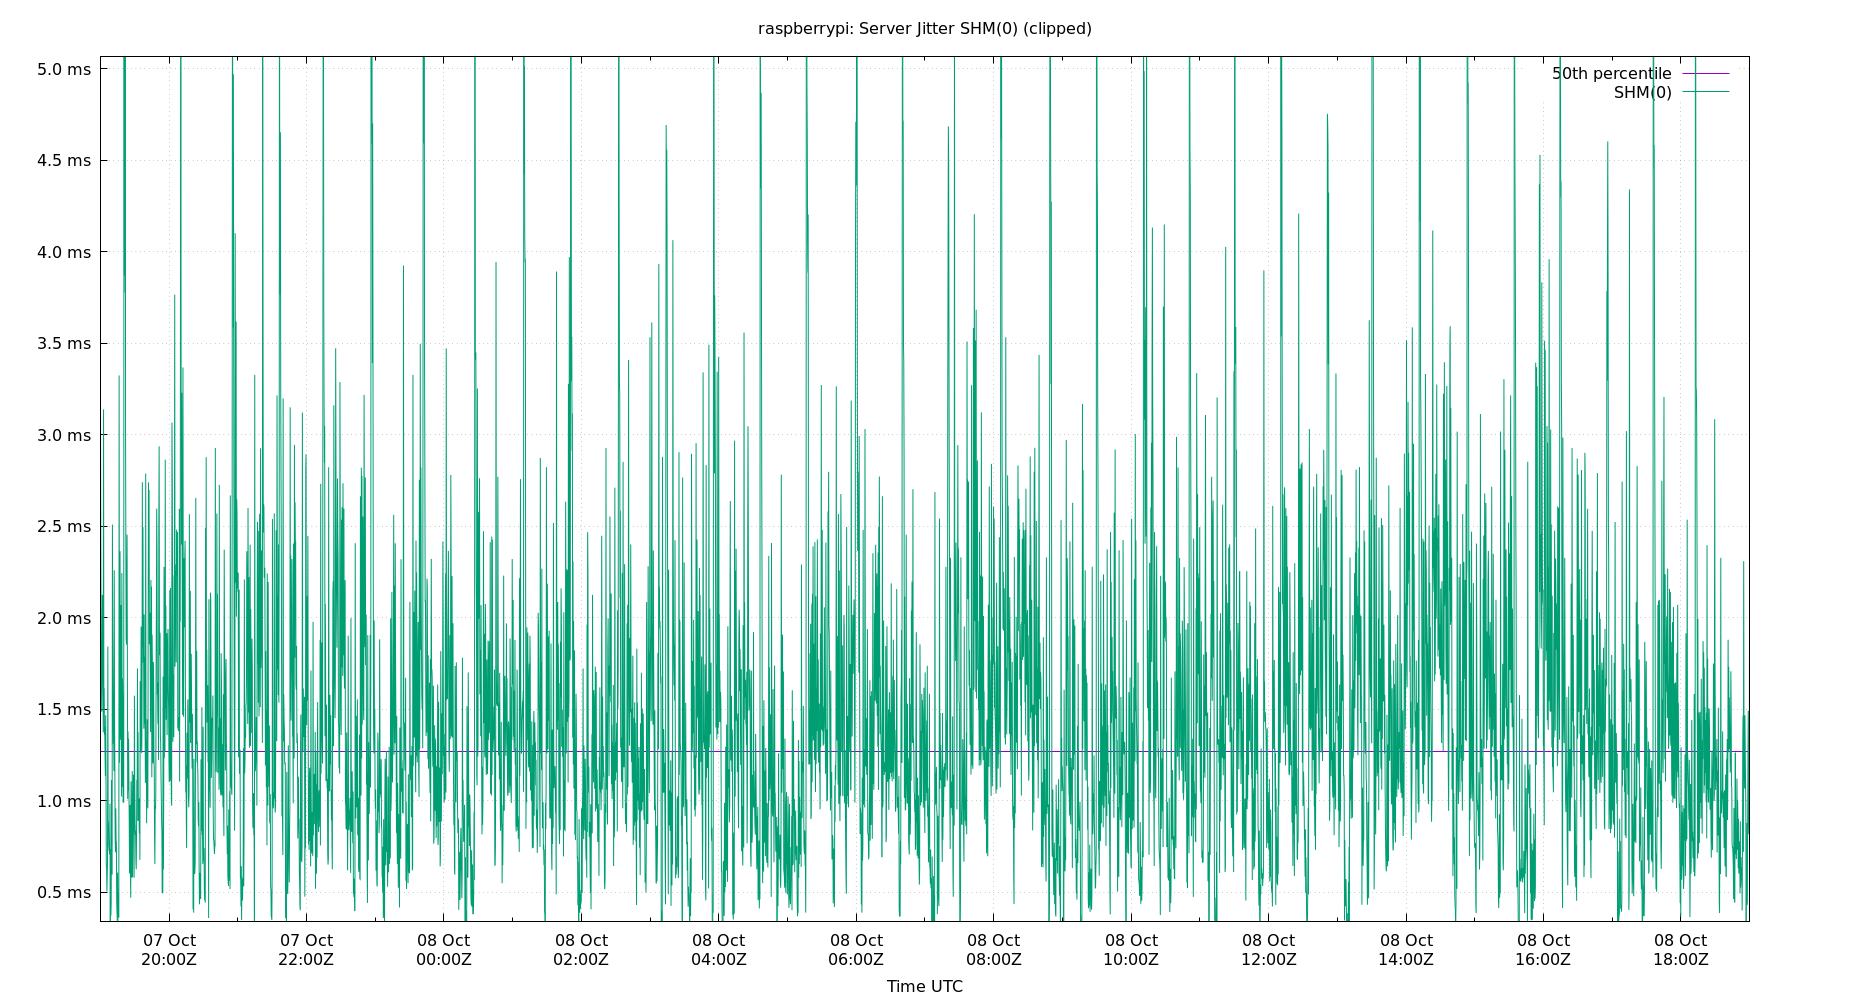 raspberrypi: Server Jitter SHM(0) (clipped)
50th percentile
SHM(0)
5.0 ms
4.5 ms
4.0 ms
3.5 ms
3.0 ms
2.5 ms
2.0 ms
1.5 ms
1.0 ms
0.5 ms
07 Oct 07 Oct 08 Oct 08 Oct 08 Oct 08 Oct 08 Oct 08 Oct 08 Oct 08 Oct 08 Oct 08 Oct
20:00Z 22:00Z 00:00Z 02:00Z 04:00Z 06:00Z 08:00Z 10:00Z 12:00Z 14:00Z 16:00Z 18:00Z
Time UTC